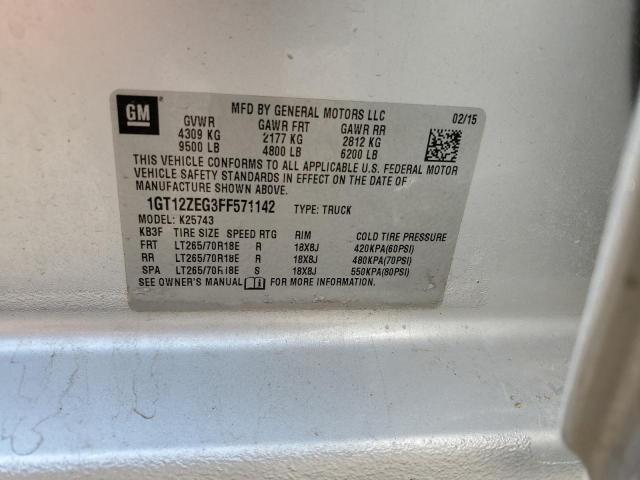 GM
MFD BY GENERAL MOTORS LLC 02/15
GVWR GAWR FRT GAWR RR
4309 KG 2177 KG 2812 KG
9500 LB 4800 LB 6200 LB
THIS VEHICLE CONFORMS TO ALL APPLICABLE U.S. FEDERAL MOTOR
VEHICLE SAFETY STANDARDS IN EFFECT ON THE DATE OF
MANUFACTURE SHOWN ABOVE.
1GT12ZEG3FF571142 TYPE: TRUCK
MODEL: K25743
KB3F TIRE SIZE SPEED RTG RIM COLD TIRE PRESSURE
FRT LT265/70R18E R 18X8J 420KPA(60PSI)
RR LT265/70R18E R 18X8J 480KPA(70PSI)
SPA LT265/70R18E S 18X8J 550KPA(80PSI)
SEE OWNER'S MANUAL FOR MORE INFORMATION.